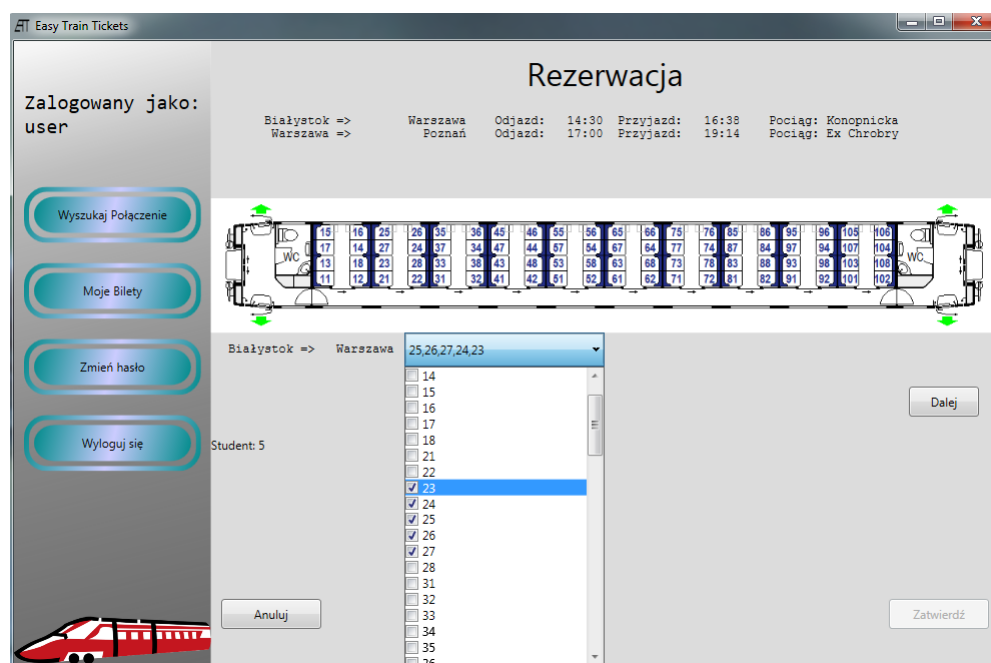 Easy Train Tickets
Rezerwacja
Zalogowany jako:
user
Białystok => Warszawa Odjazd: 14:30 Przyjazd: 16:38 Pociąg: Konopnicka
Warszawa => Poznań Odjazd: 17:00 Przyjazd: 19:14 Pociąg: Ex Chrobry
Wyszukaj Połączenie
Moje Bilety
Zmień hasło
Wyloguj się
15 16 25 26 35 36 45 46 55 56 65 66 75 76 85 86 95 96 105 106
17 14 27 24 37 34 47 44 57 54 67 64 77 74 87 84 97 94 107 104
WC 13 18 23 28 33 38 43 48 53 58 63 68 73 78 83 88 93 98 103 108 WC
11 12 21 22 31 32 41 42 51 52 61 62 71 72 81 82 91 92 101 102
Białystok => Warszawa 25,26,27,24,23
14
15
16
17
18
21
22
23
24
25
26
27
28
31
32
33
34
35
Dalej
Student: 5
Anuluj
Zatwierdź